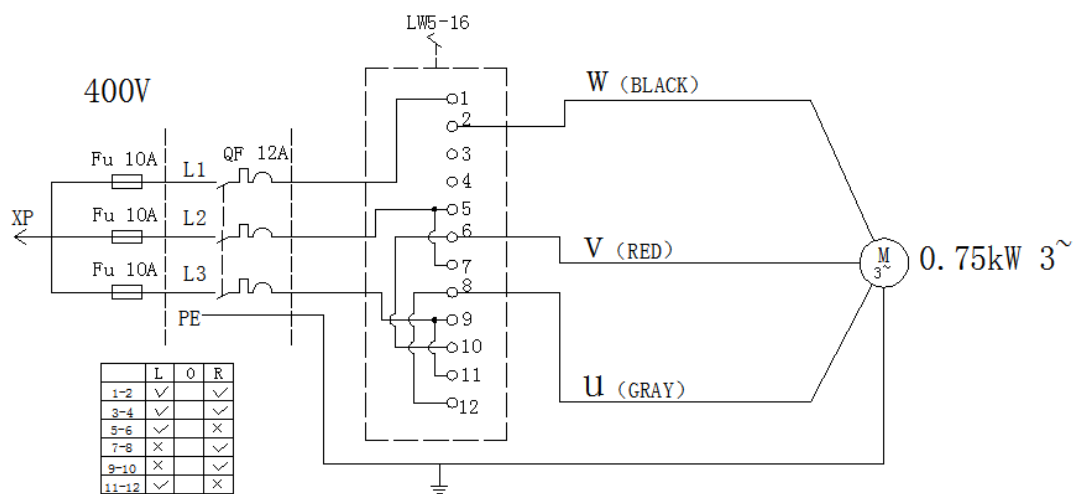 LW5-16
400V
W (BLACK)
1
2
3
4
5
6
7
8
9
10
11
12
Fu 10A
L1
QF 12A
XP
Fu 10A
L2
Fu 10A
L3
PE
V (RED)
M
3~
0.75kW 3~
u (GRAY)
L O R
1-2 ✓ ✓
3-4 ✓ ✓
5-6 ✓ ×
7-8 × ✓
9-10 × ✓
11-12 ✓ ×